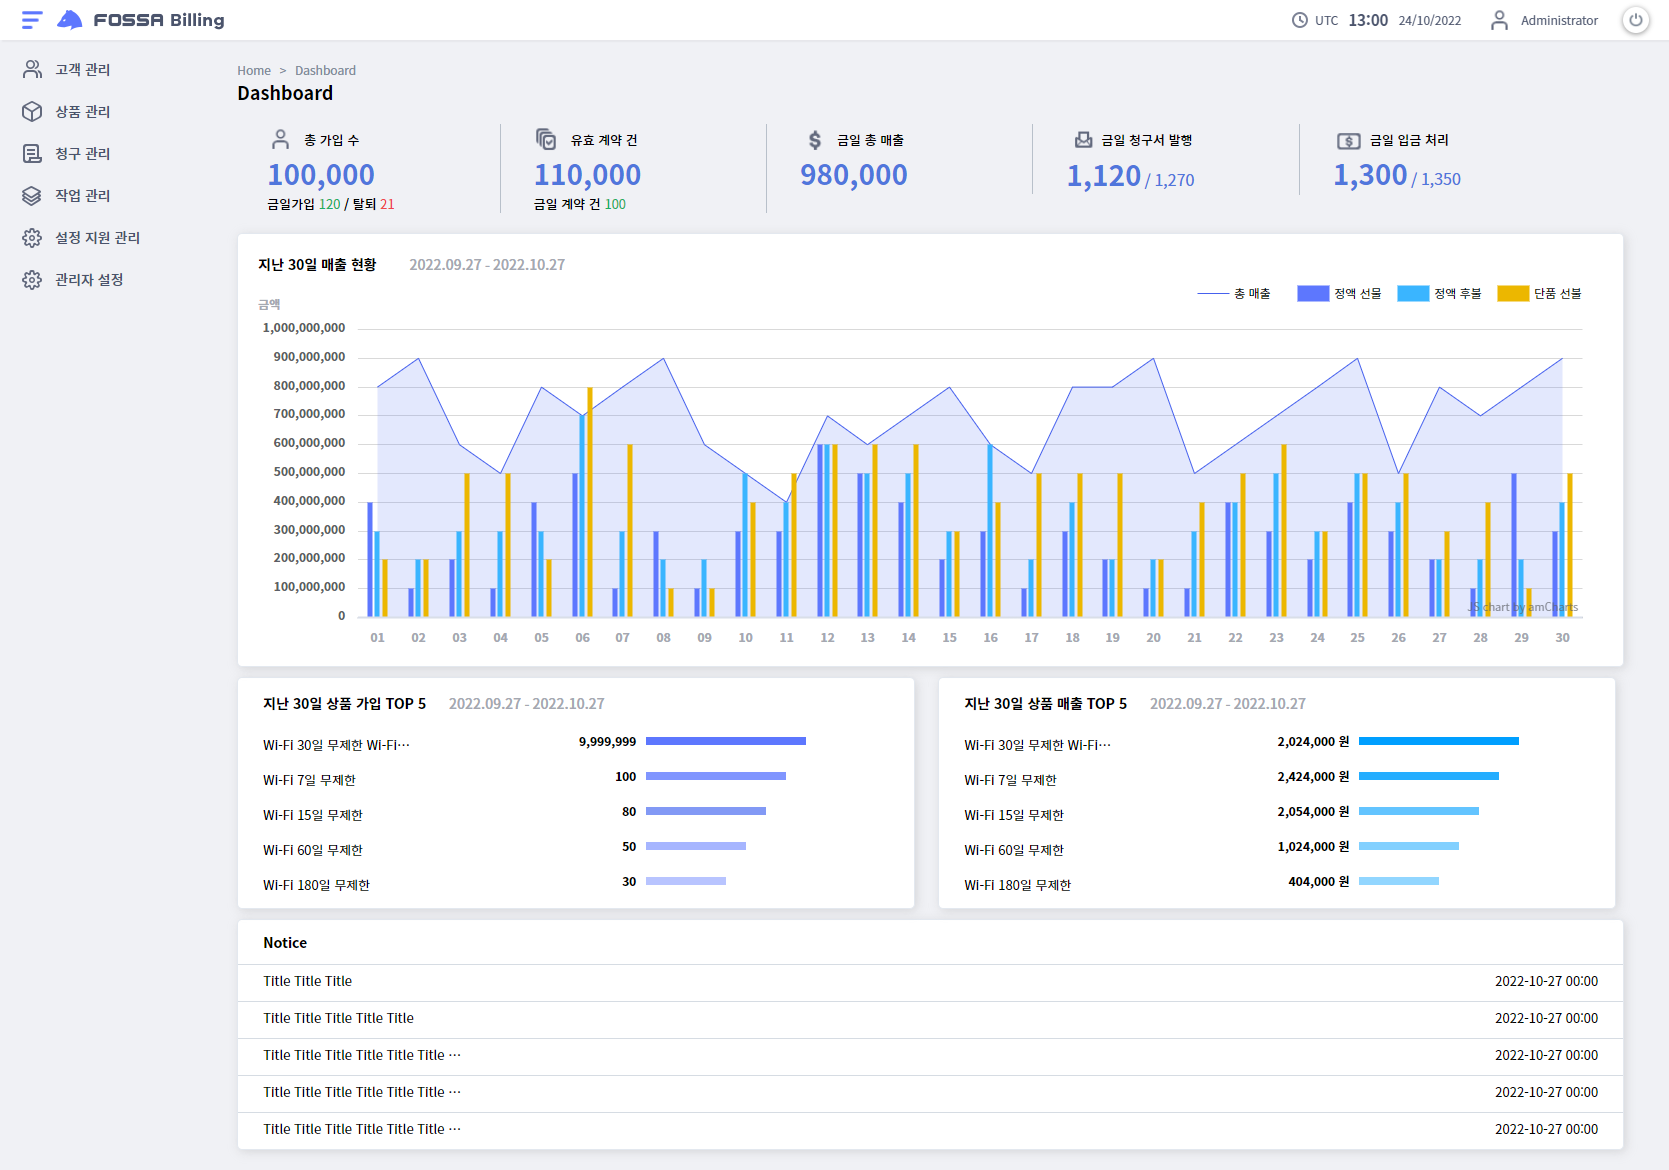 FOSSA Billing
UTC 13:00 24/10/2022 Administrator
고객 관리
상품 관리
청구 관리
작업 관리
설정 지원 관리
관리자 설정
Home > Dashboard
Dashboard
총 가입 수
100,000
금일가입 120 / 탈퇴 21
유효 계약 건
110,000
금일 계약 건 100
금일 총 매출
980,000
금일 청구서 발행
1,120 / 1,270
금일 입금 처리
1,300 / 1,350
지난 30일 매출 현황 2022.09.27 - 2022.10.27
총 매출 정액 선물 정액 후불 단품 선불
금액
1,000,000,000
900,000,000
800,000,000
700,000,000
600,000,000
500,000,000
400,000,000
300,000,000
200,000,000
100,000,000
0
JS chart by amCharts
01 02 03 04 05 06 07 08 09 10 11 12 13 14 15 16 17 18 19 20 21 22 23 24 25 26 27 28 29 30
지난 30일 상품 가입 TOP 5 2022.09.27 - 2022.10.27
Wi-Fi 30일 무제한 Wi-Fi⋯ 9,999,999
Wi-Fi 7일 무제한 100
Wi-Fi 15일 무제한 80
Wi-Fi 60일 무제한 50
Wi-Fi 180일 무제한 30
지난 30일 상품 매출 TOP 5 2022.09.27 - 2022.10.27
Wi-Fi 30일 무제한 Wi-Fi⋯ 2,024,000 원
Wi-Fi 7일 무제한 2,424,000 원
Wi-Fi 15일 무제한 2,054,000 원
Wi-Fi 60일 무제한 1,024,000 원
Wi-Fi 180일 무제한 404,000 원
Notice
Title Title Title 2022-10-27 00:00
Title Title Title Title Title 2022-10-27 00:00
Title Title Title Title Title Title ⋯ 2022-10-27 00:00
Title Title Title Title Title Title ⋯ 2022-10-27 00:00
Title Title Title Title Title Title ⋯ 2022-10-27 00:00